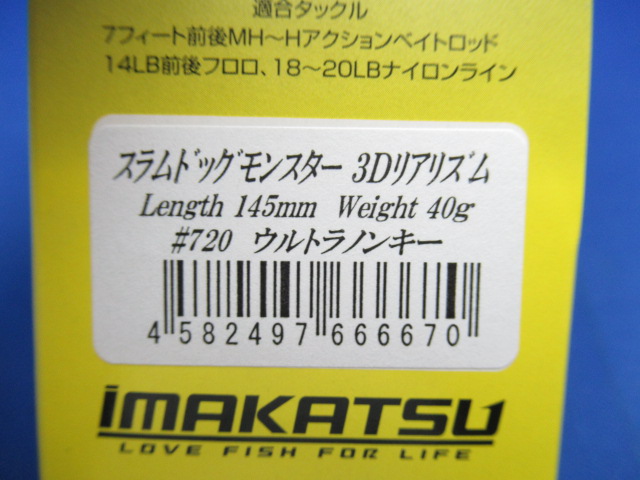 適合タックル
7フィート前後MH～Hアクションベイトロッド
14LB前後フロロ、18～20LBナイロンライン
スラムドッグモンスター 3Dリアリズム
Length 145mm Weight 40g
#720 ウルトラノンキー
4 582497 666670
iMAKATSU
LOVE FISH FOR LIFE